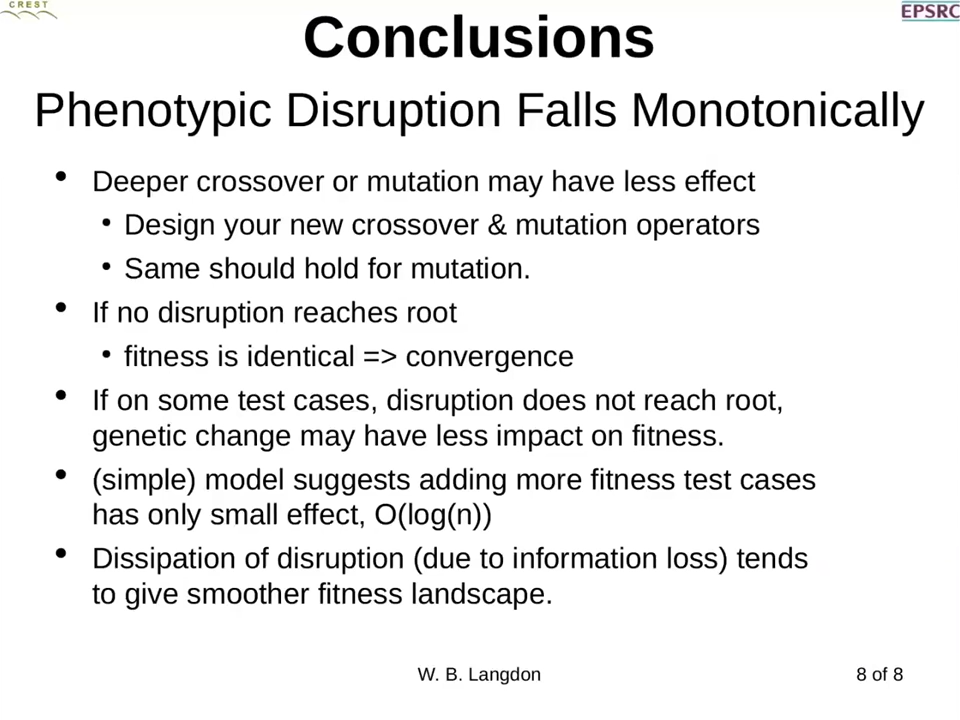 CREST
EPSRC
Conclusions
Phenotypic Disruption Falls Monotonically
• Deeper crossover or mutation may have less effect
• Design your new crossover & mutation operators
• Same should hold for mutation.
• If no disruption reaches root
• fitness is identical => convergence
• If on some test cases, disruption does not reach root,
genetic change may have less impact on fitness.
• (simple) model suggests adding more fitness test cases
has only small effect, O(log(n))
• Dissipation of disruption (due to information loss) tends
to give smoother fitness landscape.
W. B. Langdon
8 of 8